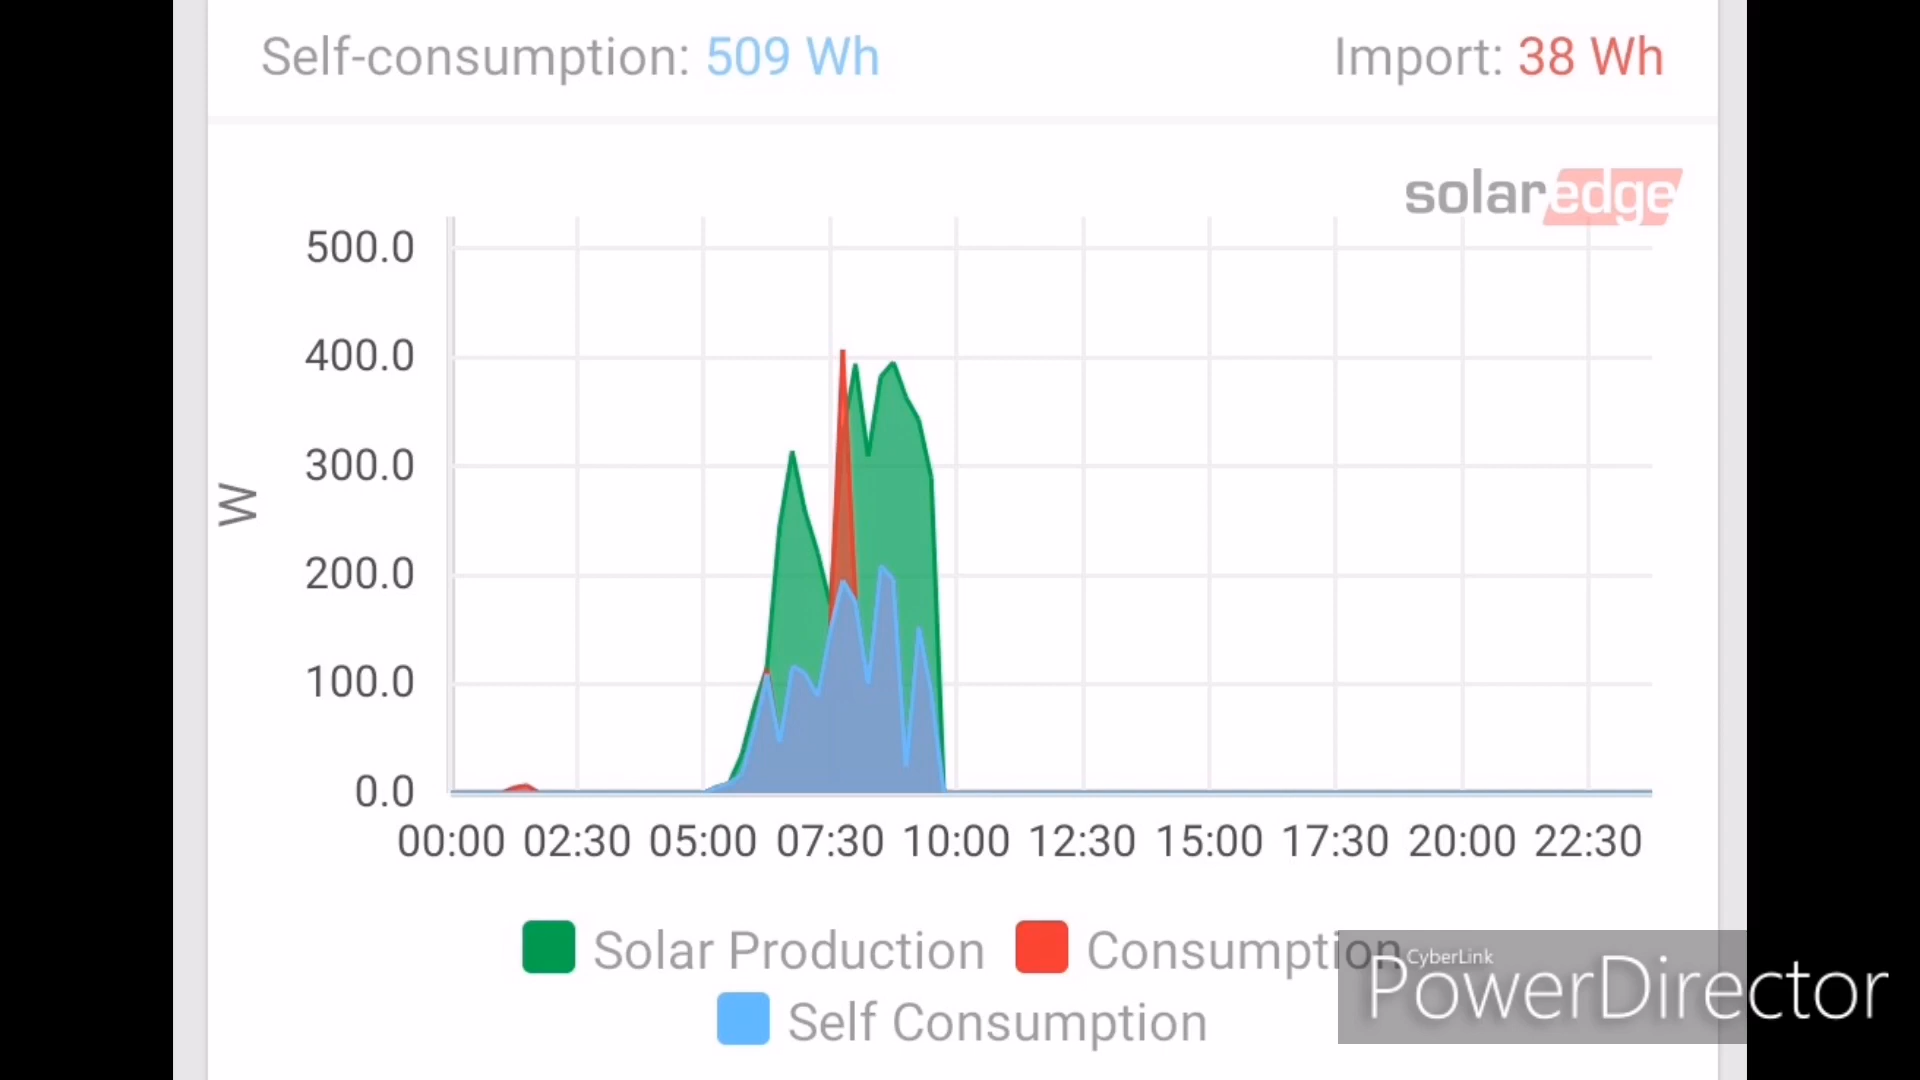 Self-consumption: 509 Wh Import: 38 Wh
solaredge
500.0
400.0
300.0
W
200.0
100.0
0.0
00:00 02:30 05:00 07:30 10:00 12:30 15:00 17:30 20:00 22:30
Solar Production Consumption
CyberLink
PowerDirector
Self Consumption